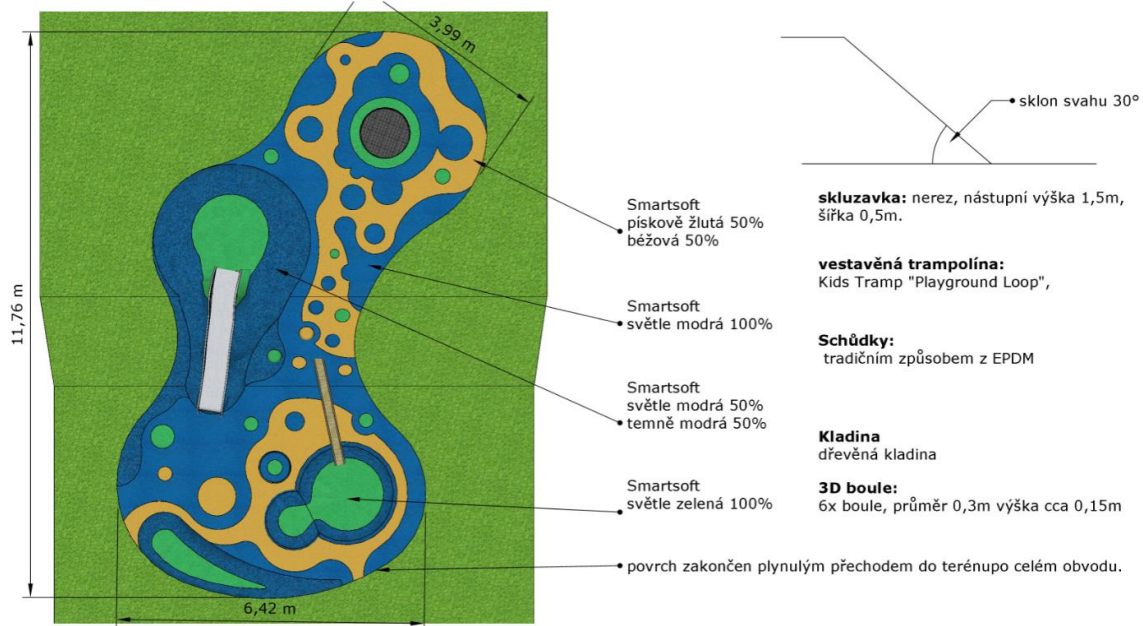 3,99 m
11,76 m
6,42 m
sklon svahu 30°
Smartsoft
pískově žlutá 50%
béžová 50%
Smartsoft
světle modrá 100%
Smartsoft
světle modrá 50%
temně modrá 50%
Smartsoft
světle zelená 100%
povrch zakončen plynulým přechodem do terénupo celém obvodu.
skluzavka: nerez, nástupní výška 1,5m,
šířka 0,5m.
vestavěná trampolína:
Kids Tramp "Playground Loop",
Schůdky:
tradičním způsobem z EPDM
Kladina
dřevěná kladina
3D boule:
6x boule, průměr 0,3m výška cca 0,15m